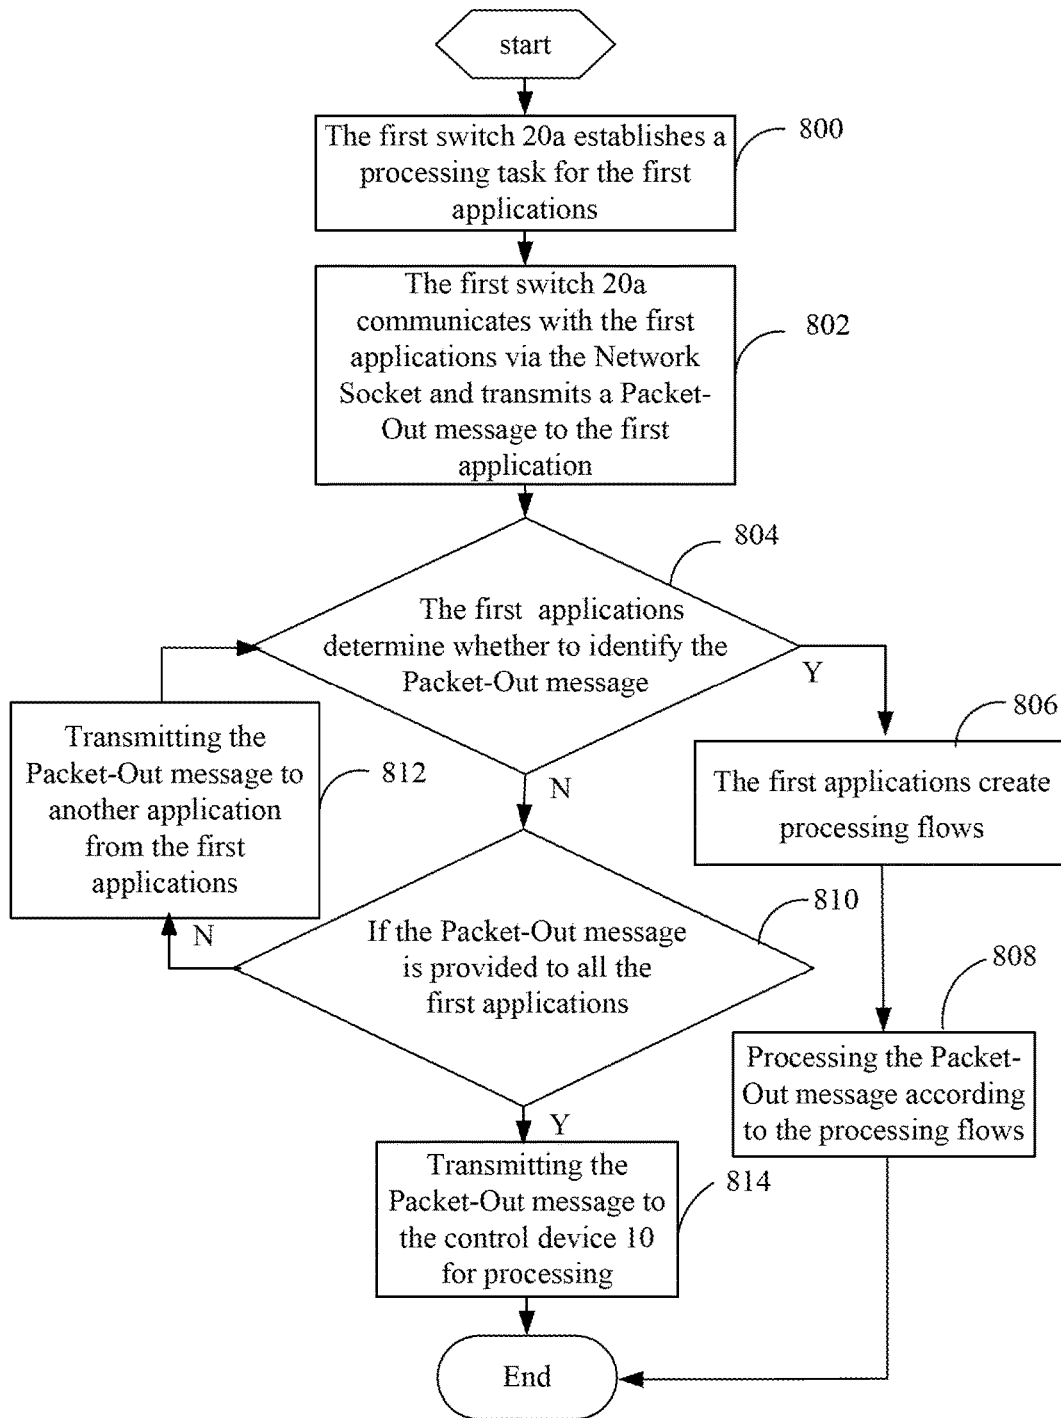 start
The first switch 20a establishes a
processing task for the first
applications
800
The first switch 20a
communicates with the first
applications via the Network
Socket and transmits a Packet-
Out message to the first
application
802
804
The first applications
determine whether to identify the
Packet-Out message
Y
N
806
The first applications create
processing flows
Transmitting the
Packet-Out message to
another application
from the first
applications
812
N
810
If the Packet-Out message
is provided to all the
first applications
Y
808
Processing the Packet-
Out message according
to the processing flows
Transmitting the
Packet-Out message to
the control device 10
for processing
814
End